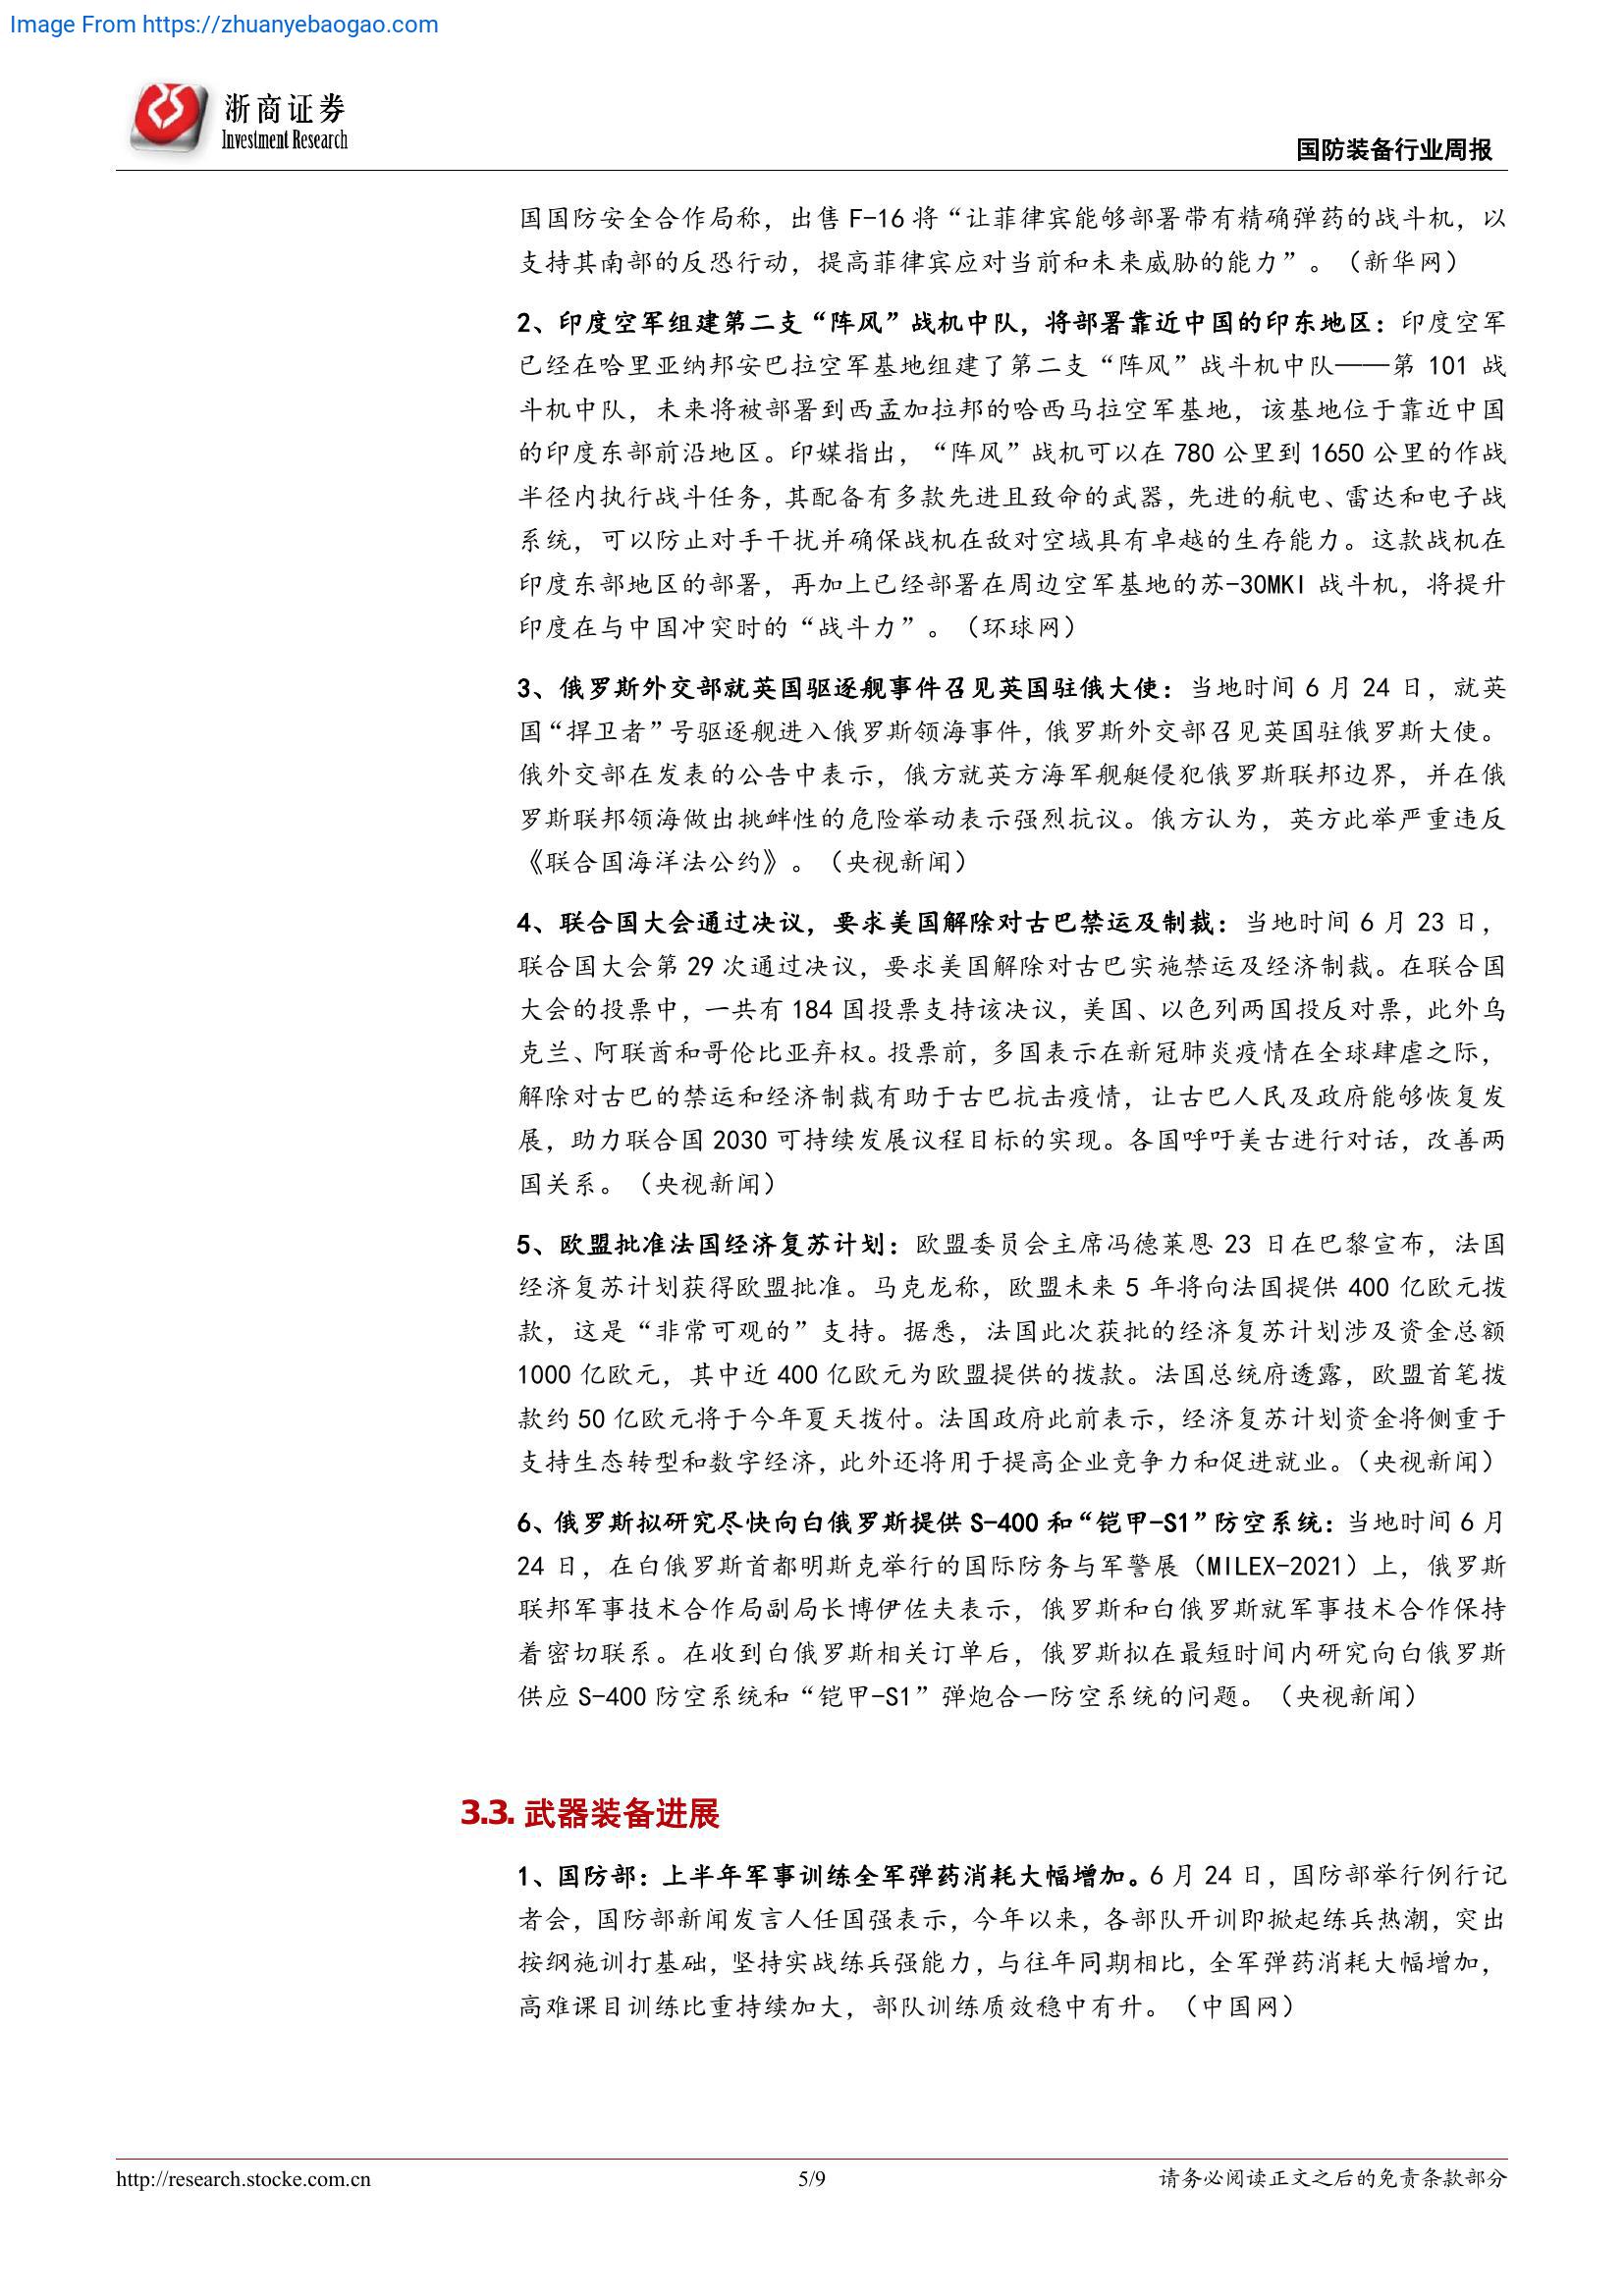 Image From https://zhuanyebaogao.com
浙商证券
Investment Research
国防装备行业周报
国国防安全合作局称，出售 F-16 将“让菲律宾能够部署带有精确弹药的战斗机，以
支持其南部的反恐行动，提高菲律宾应对当前和未来威胁的能力”。（新华网）
2、印度空军组建第二支“阵风”战机中队，将部署靠近中国的印东地区：印度空军
已经在哈里亚纳邦安巴拉空军基地组建了第二支“阵风”战斗机中队——第 101 战
斗机中队，未来将被部署到西孟加拉邦的哈西马拉空军基地，该基地位于靠近中国
的印度东部前沿地区。印媒指出，“阵风”战机可以在 780 公里到 1650 公里的作战
半径内执行战斗任务，其配备有多款先进且致命的武器，先进的航电、雷达和电子战
系统，可以防止对手干扰并确保战机在敌对空域具有卓越的生存能力。这款战机在
印度东部地区的部署，再加上已经部署在周边空军基地的苏-30MKI 战斗机，将提升
印度在与中国冲突时的“战斗力”。（环球网）
3、俄罗斯外交部就英国驱逐舰事件召见英国驻俄大使：当地时间 6 月 24 日，就英
国“捍卫者”号驱逐舰进入俄罗斯领海事件，俄罗斯外交部召见英国驻俄罗斯大使。
俄外交部在发表的公告中表示，俄方就英方海军舰艇侵犯俄罗斯联邦边界，并在俄
罗斯联邦领海做出挑衅性的危险举动表示强烈抗议。俄方认为，英方此举严重违反
《联合国海洋法公约》。（央视新闻）
4、联合国大会通过决议，要求美国解除对古巴禁运及制裁：当地时间 6 月 23 日，
联合国大会第 29 次通过决议，要求美国解除对古巴实施禁运及经济制裁。在联合国
大会的投票中，一共有 184 国投票支持该决议，美国、以色列两国投反对票，此外乌
克兰、阿联酋和哥伦比亚弃权。投票前，多国表示在新冠肺炎疫情在全球肆虐之际，
解除对古巴的禁运和经济制裁有助于古巴抗击疫情，让古巴人民及政府能够恢复发
展，助力联合国 2030 可持续发展议程目标的实现。各国呼吁美古进行对话，改善两
国关系。（央视新闻）
5、欧盟批准法国经济复苏计划：欧盟委员会主席冯德莱恩 23 日在巴黎宣布，法国
经济复苏计划获得欧盟批准。马克龙称，欧盟未来 5 年将向法国提供 400 亿欧元拨
款，这是“非常可观的”支持。据悉，法国此次获批的经济复苏计划涉及资金总额
1000 亿欧元，其中近 400 亿欧元为欧盟提供的拨款。法国总统府透露，欧盟首笔拨
款约 50 亿欧元将于今年夏天拨付。法国政府此前表示，经济复苏计划资金将侧重于
支持生态转型和数字经济，此外还将用于提高企业竞争力和促进就业。（央视新闻）
6、俄罗斯拟研究尽快向白俄罗斯提供 S-400 和“铠甲-S1”防空系统：当地时间 6 月
24 日，在白俄罗斯首都明斯克举行的国际防务与军警展（MILEX-2021）上，俄罗斯
联邦军事技术合作局副局长博伊佐夫表示，俄罗斯和白俄罗斯就军事技术合作保持
着密切联系。在收到白俄罗斯相关订单后，俄罗斯拟在最短时间内研究向白俄罗斯
供应 S-400 防空系统和“铠甲-S1”弹炮合一防空系统的问题。（央视新闻）
3.3. 武器装备进展
1、国防部：上半年军事训练全军弹药消耗大幅增加。6 月 24 日，国防部举行例行记
者会，国防部新闻发言人任国强表示，今年以来，各部队开训即掀起练兵热潮，突出
按纲施训打基础，坚持实战练兵强能力，与往年同期相比，全军弹药消耗大幅增加，
高难课目训练比重持续加大，部队训练质效稳中有升。（中国网）
http://research.stocke.com.cn
5/9
请务必阅读正文之后的免责条款部分